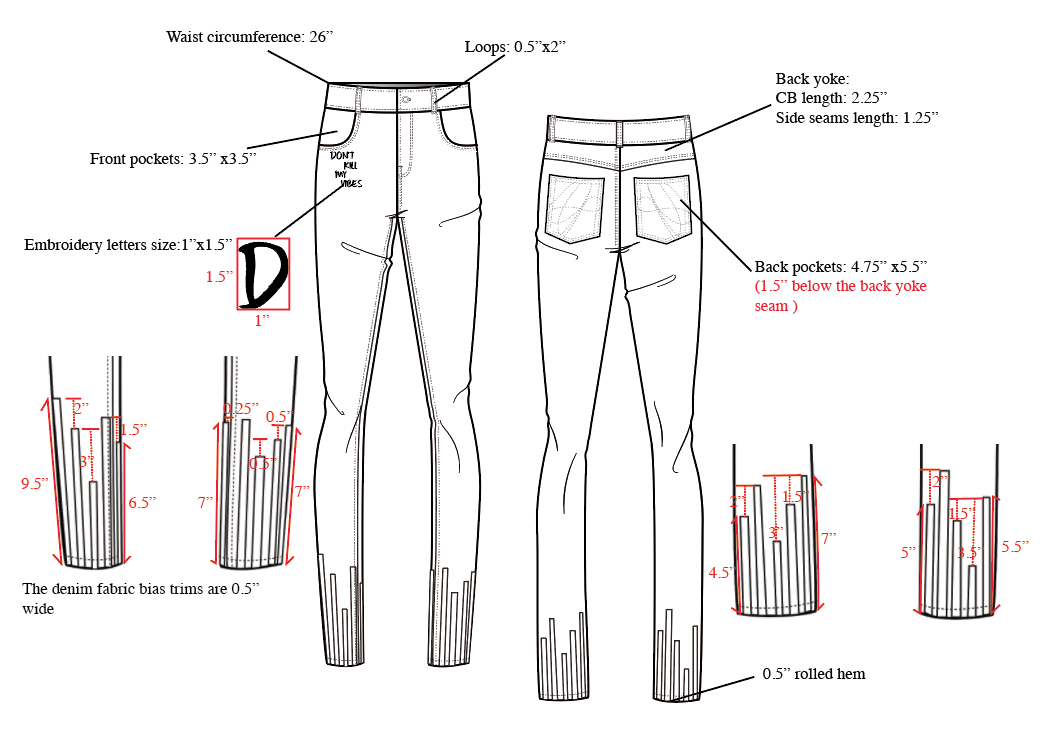 Waist circumference: 26”
Loops: 0.5”x2”
Back yoke:
CB length: 2.25”
Side seams length: 1.25”
Front pockets: 3.5” x3.5”
DON'T
KILL
MY
VIBES
Embroidery letters size:1”x1.5”
1.5”
D
1”
Back pockets: 4.75” x5.5”
(1.5” below the back yoke
seam )
2”
1.5”
3”
9.5”
6.5”
0.25”
0.5”
0.5”
7”
7”
2”
1.5”
3”
4.5”
7”
2”
1.5”
3.5”
5”
5.5”
The denim fabric bias trims are 0.5”
wide
0.5” rolled hem